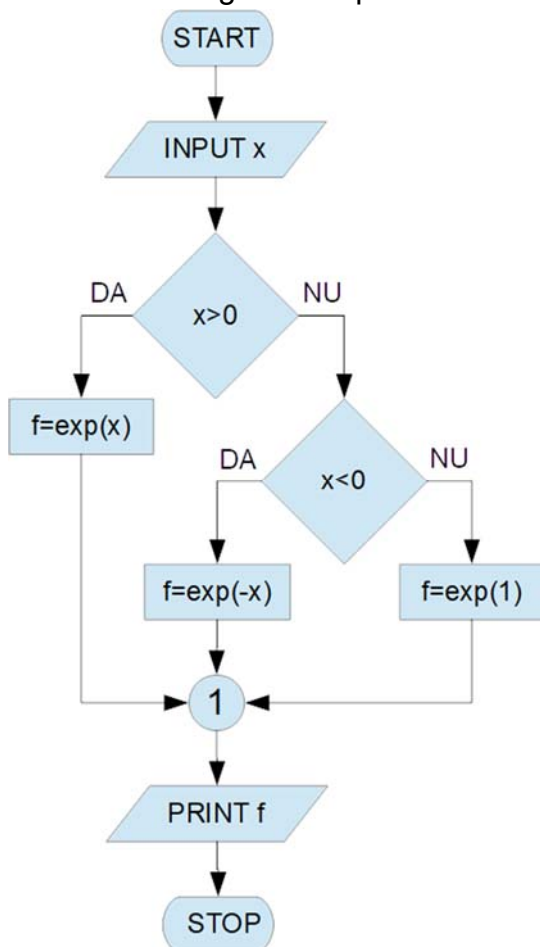 START
INPUT x
DA
NU
x>0
f=exp(x)
DA
NU
x<0
f=exp(-x)
f=exp(1)
1
PRINT f
STOP